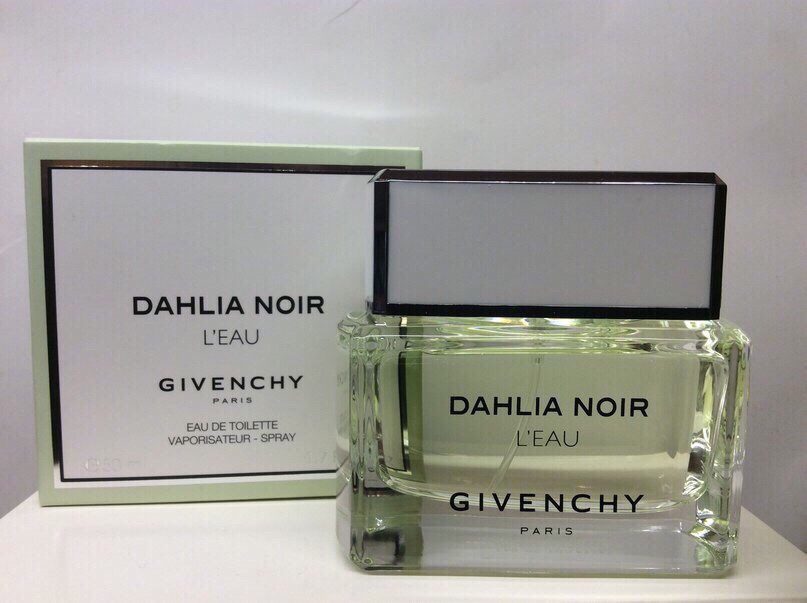 DAHLIA NOIR
L'EAU
GIVENCHY
PARIS
EAU DE TOILETTE
VAPORISATEUR - SPRAY
DAHLIA NOIR
L'EAU
GIVENCHY
PARIS